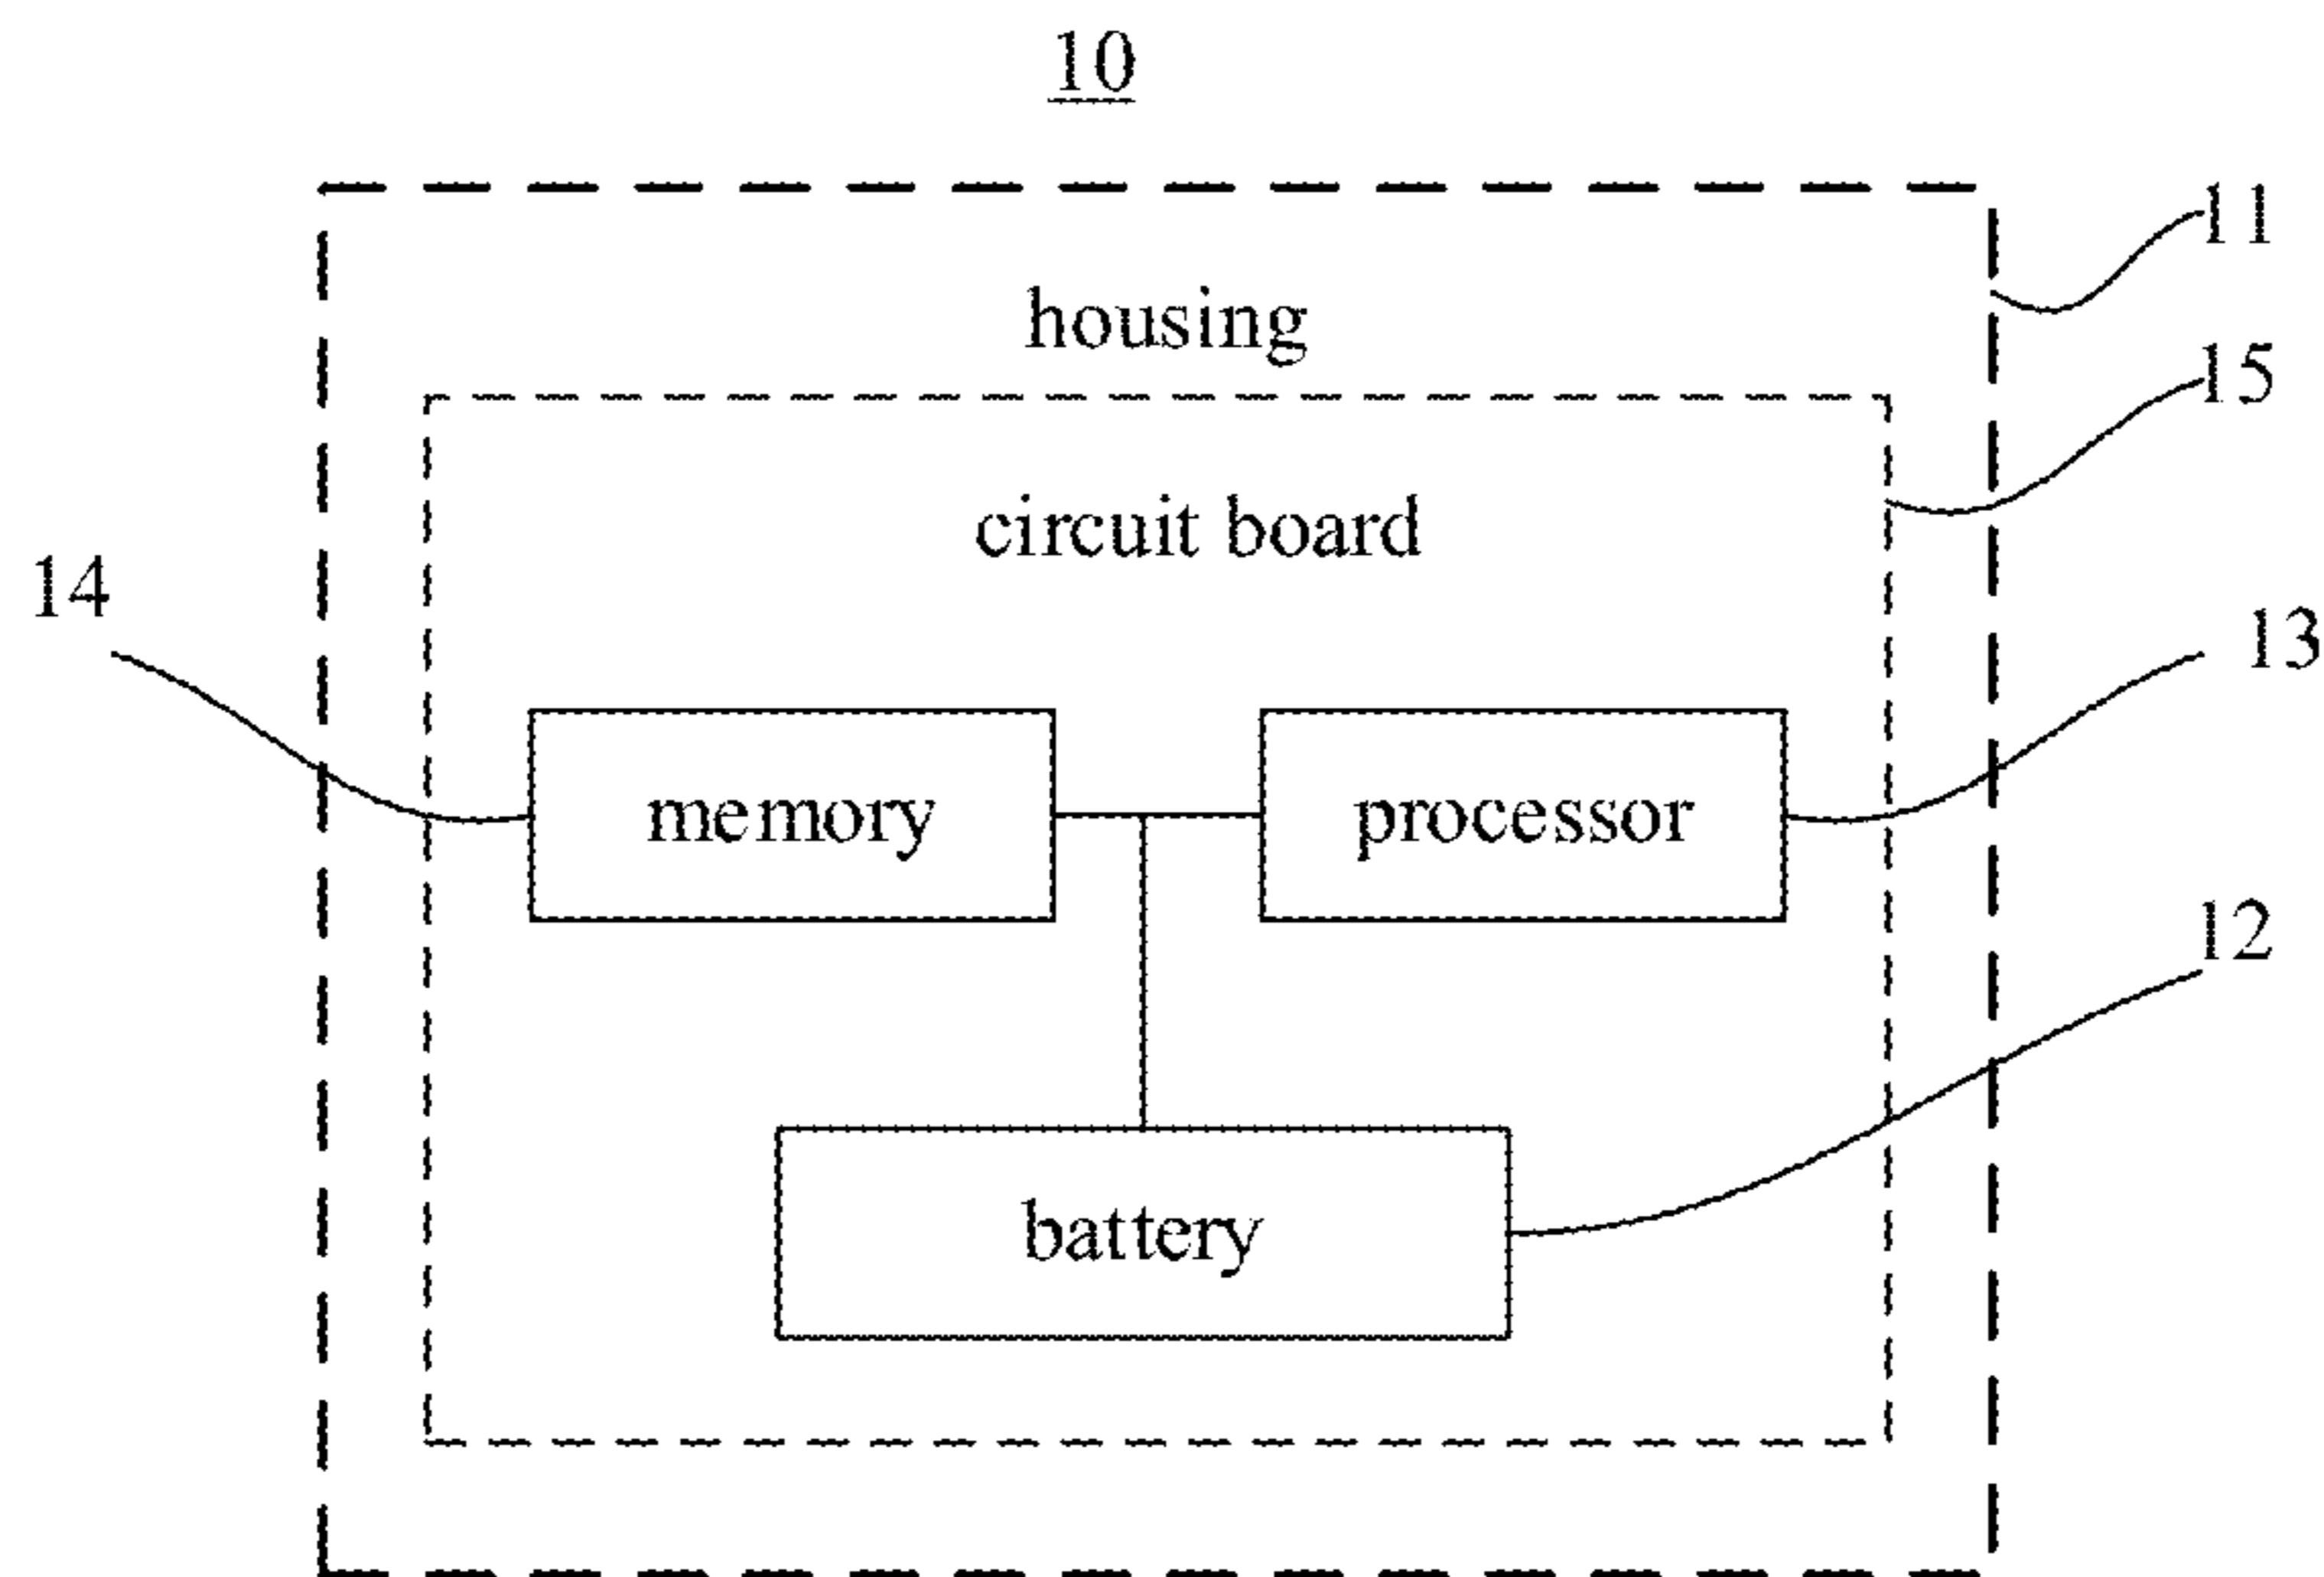 10
11
housing
15
circuit board
14
13
memory
processor
12
battery